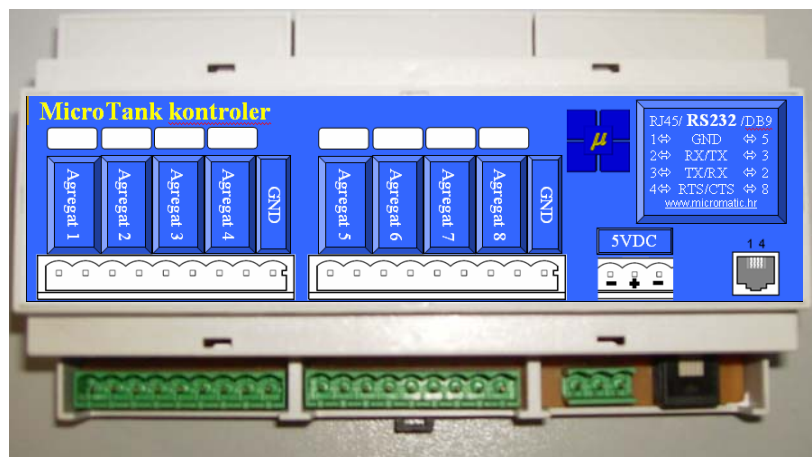 MicroTank kontroler
Agregat 1
Agregat 2
Agregat 3
Agregat 4
GND
Agregat 5
Agregat 6
Agregat 7
Agregat 8
GND
µ
RJ45/ RS232 /DB9
1⇔ GND ⇔ 5
2⇔ RX/TX ⇔ 3
3⇔ TX/RX ⇔ 2
4⇔ RTS/CTS ⇔ 8
www.micromatic.hr
5VDC
- + -
1 4